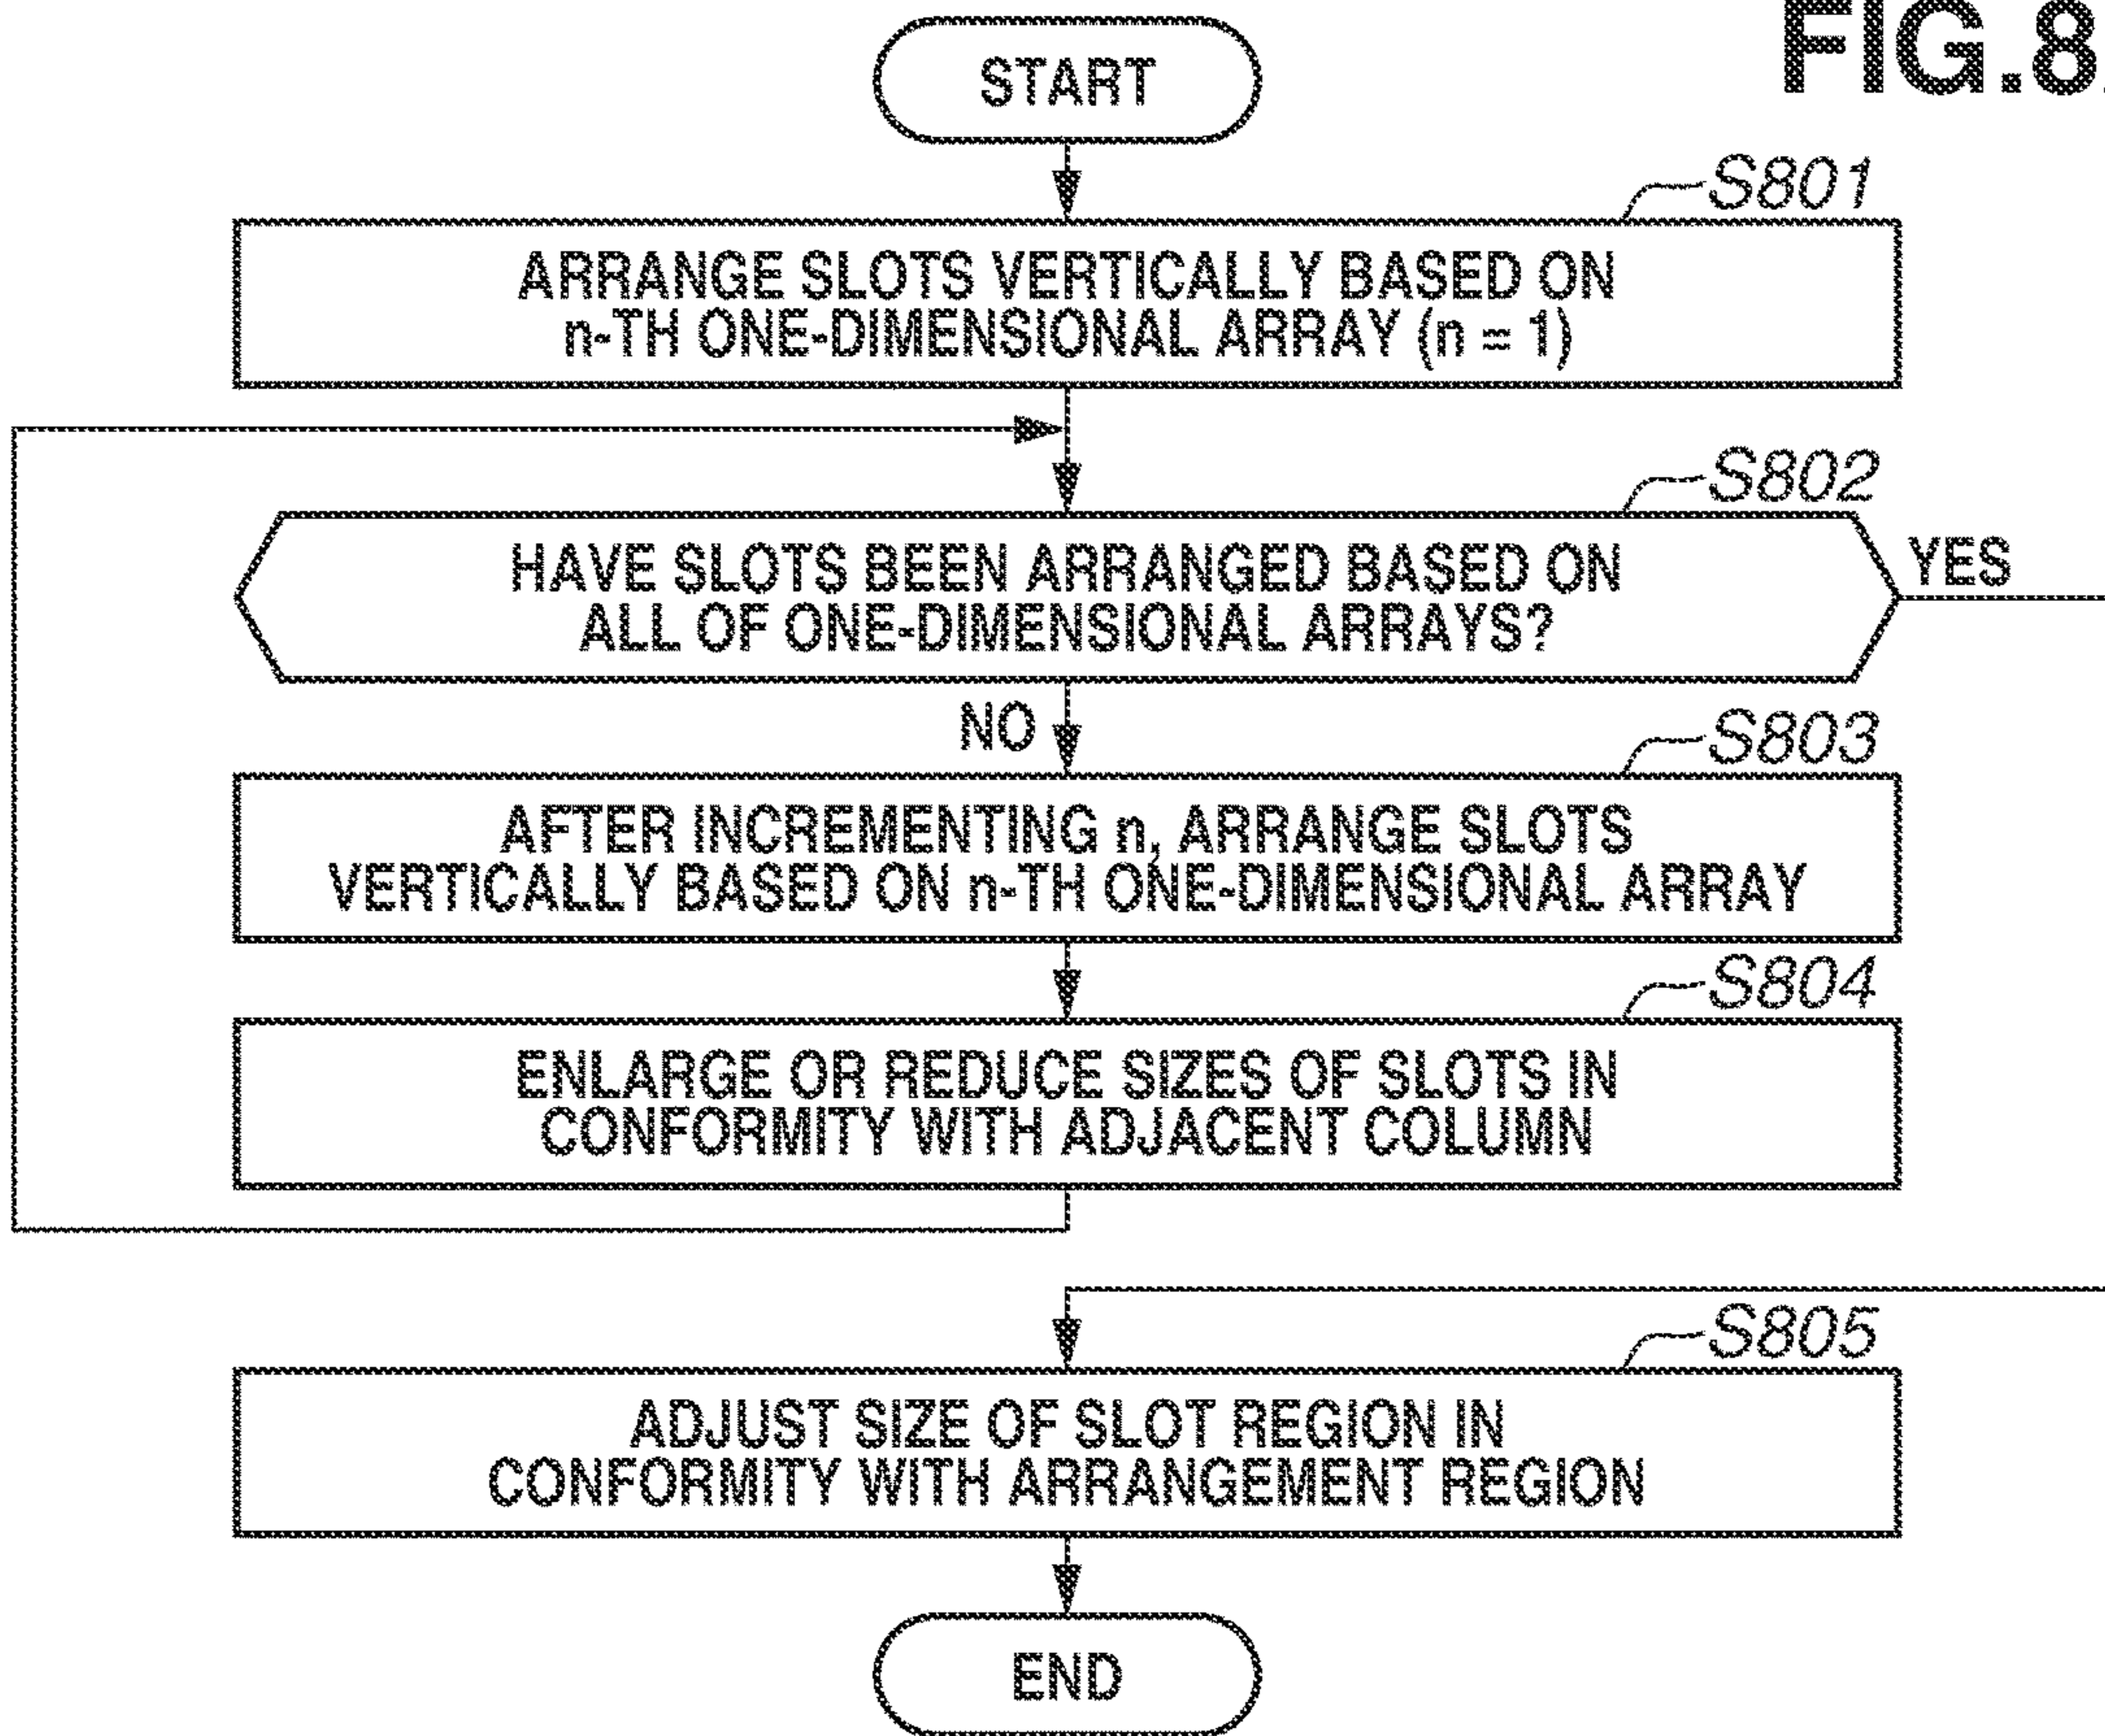 FIG.8
START
S801
ARRANGE SLOTS VERTICALLY BASED ON
n-TH ONE-DIMENSIONAL ARRAY (n = 1)
S802
HAVE SLOTS BEEN ARRANGED BASED ON
ALL OF ONE-DIMENSIONAL ARRAYS?
YES
NO
S803
AFTER INCREMENTING n, ARRANGE SLOTS
VERTICALLY BASED ON n-TH ONE-DIMENSIONAL ARRAY
S804
ENLARGE OR REDUCE SIZES OF SLOTS IN
CONFORMITY WITH ADJACENT COLUMN
S805
ADJUST SIZE OF SLOT REGION IN
CONFORMITY WITH ARRANGEMENT REGION
END